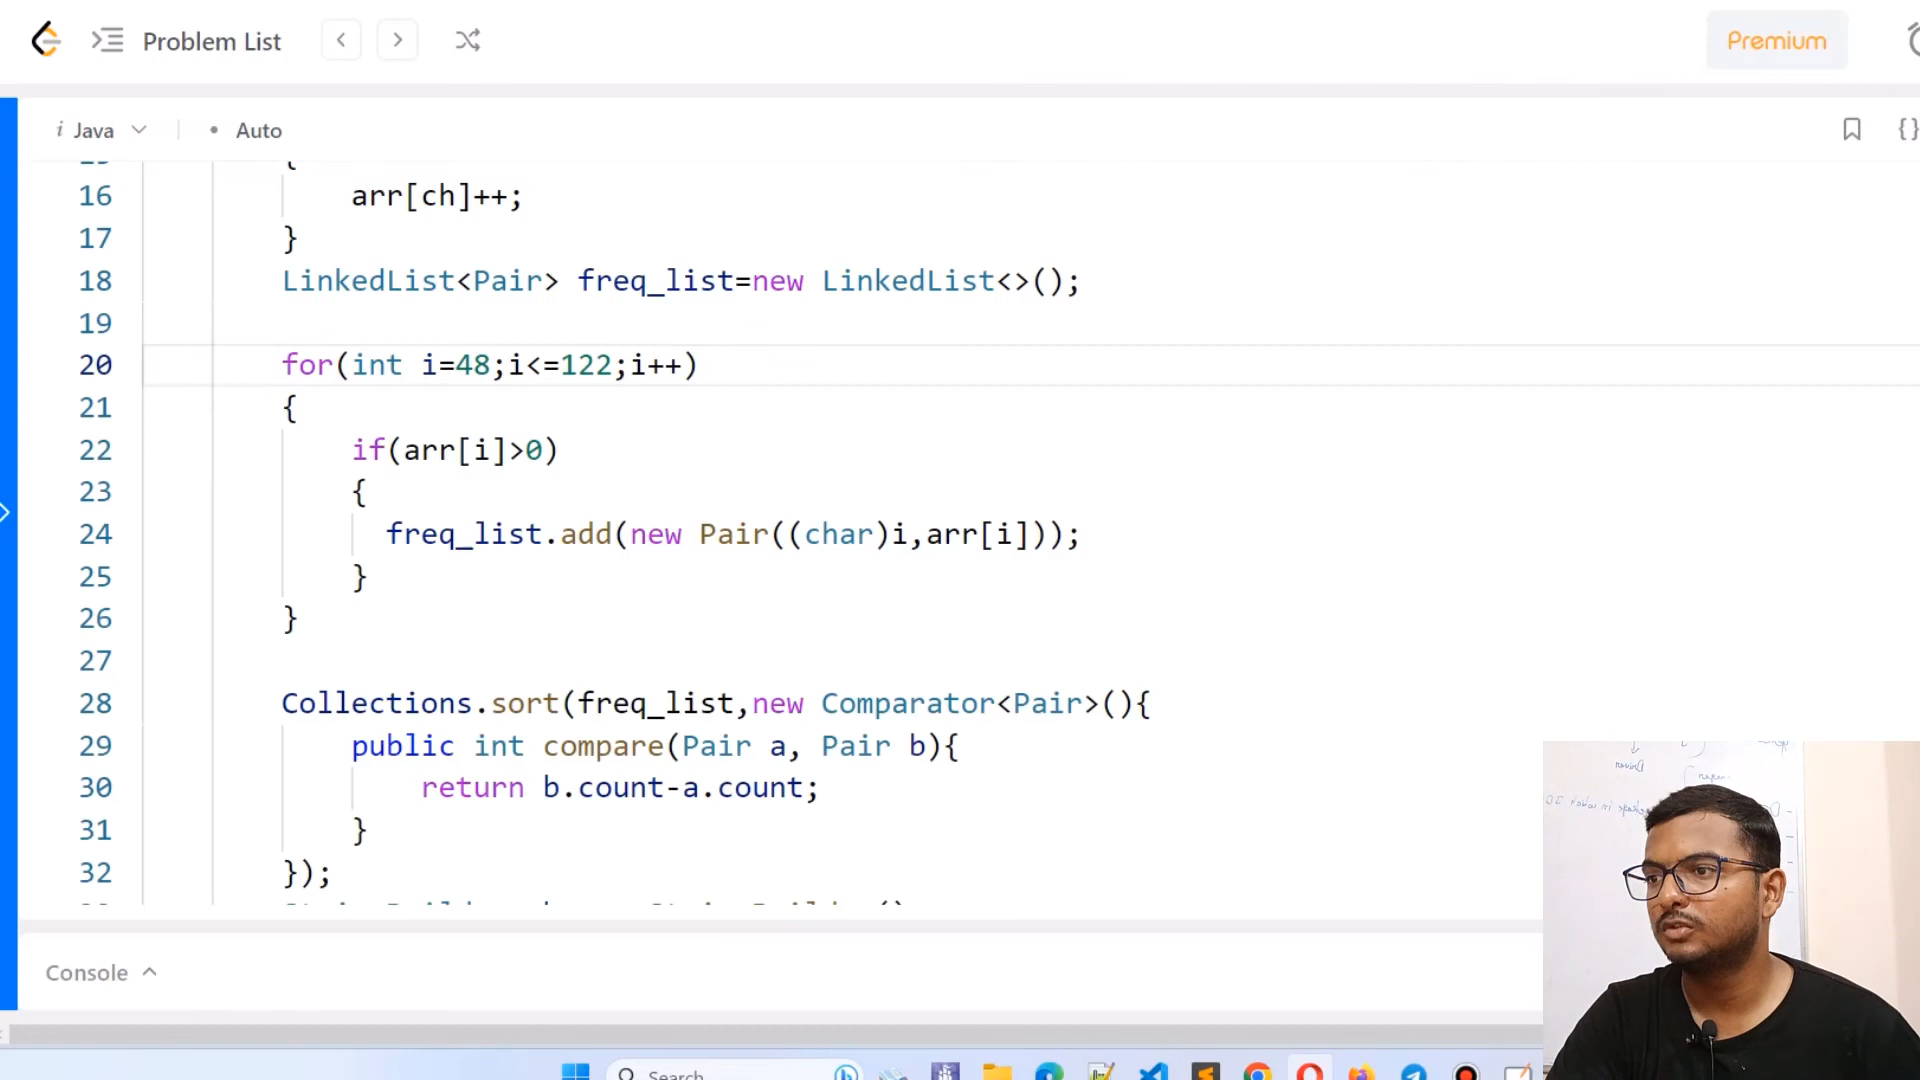 Problem List
Premium
i Java
• Auto
{}
{
16 arr[ch]++;
17 }
18 LinkedList<Pair> freq_list=new LinkedList<>();
19
20 for(int i=48;i<=122;i++)
21 {
22 if(arr[i]>0)
23 {
24 freq_list.add(new Pair((char)i,arr[i]));
25 }
26 }
27
28 Collections.sort(freq_list,new Comparator<Pair>(){
29 public int compare(Pair a, Pair b){
30 return b.count-a.count;
31 }
32 });
Console
Search